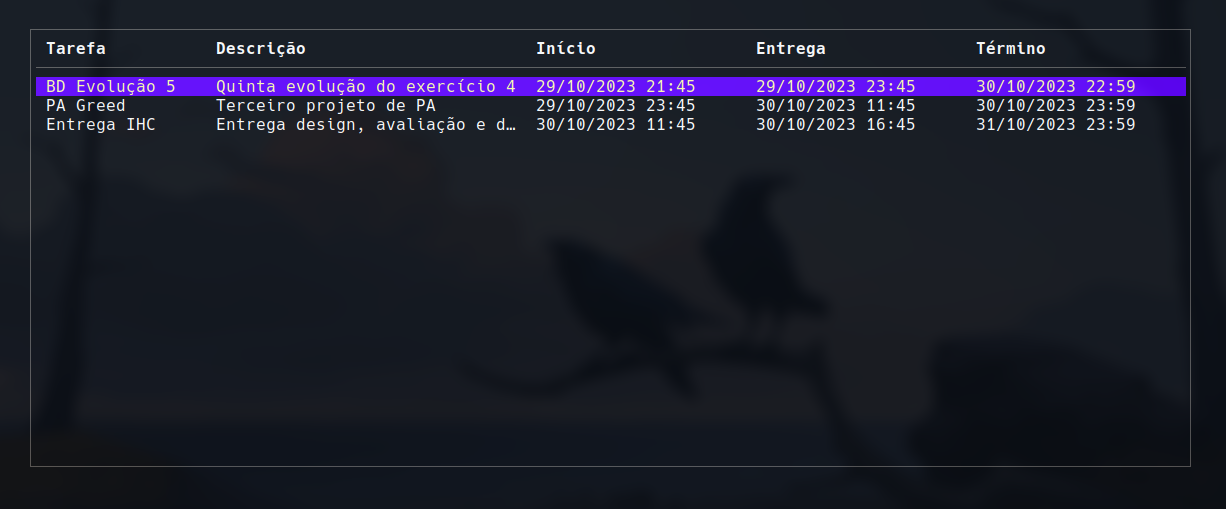 Tarefa Descrição Início Entrega Término
BD Evolução 5 Quinta evolução do exercício 4 29/10/2023 21:45 29/10/2023 23:45 30/10/2023 22:59
PA Greed Terceiro projeto de PA 29/10/2023 23:45 30/10/2023 11:45 30/10/2023 23:59
Entrega IHC Entrega design, avaliação e d… 30/10/2023 11:45 30/10/2023 16:45 31/10/2023 23:59